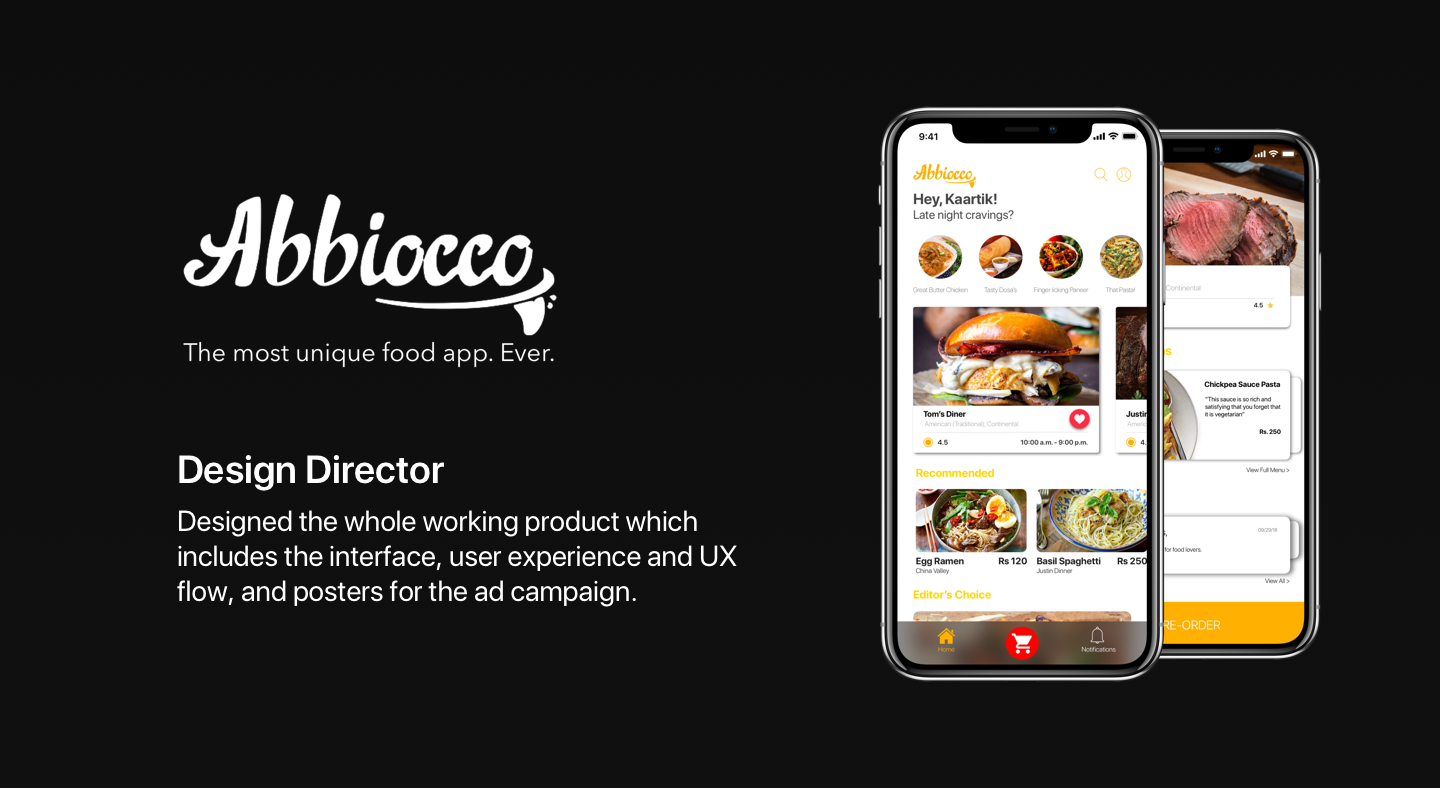 Abbiocco
The most unique food app. Ever.
Design Director
Designed the whole working product which
includes the interface, user experience and UX
flow, and posters for the ad campaign.
9:41
Abbiocco
Hey, Kaartik!
Late night cravings?
Great Butter Chicken Tasty Dosa's Finger licking Paneer That Pasta!
Tom's Diner
American (Traditional), Continental
4.5 10:00 a.m. - 9:00 p.m.
Justin
Americ
4.
Recommended
Egg Ramen Rs 120
China Valley
Basil Spaghetti Rs 250
Justin Dinner
Editor's Choice
Home
Notifications
Continental
4.5
Chickpea Sauce Pasta
"This sauce is so rich and
satisfying that you forget that
it is vegetarian"
Rs. 250
View Full Menu >
09/29/18
for food lovers.
View All >
RE-ORDER